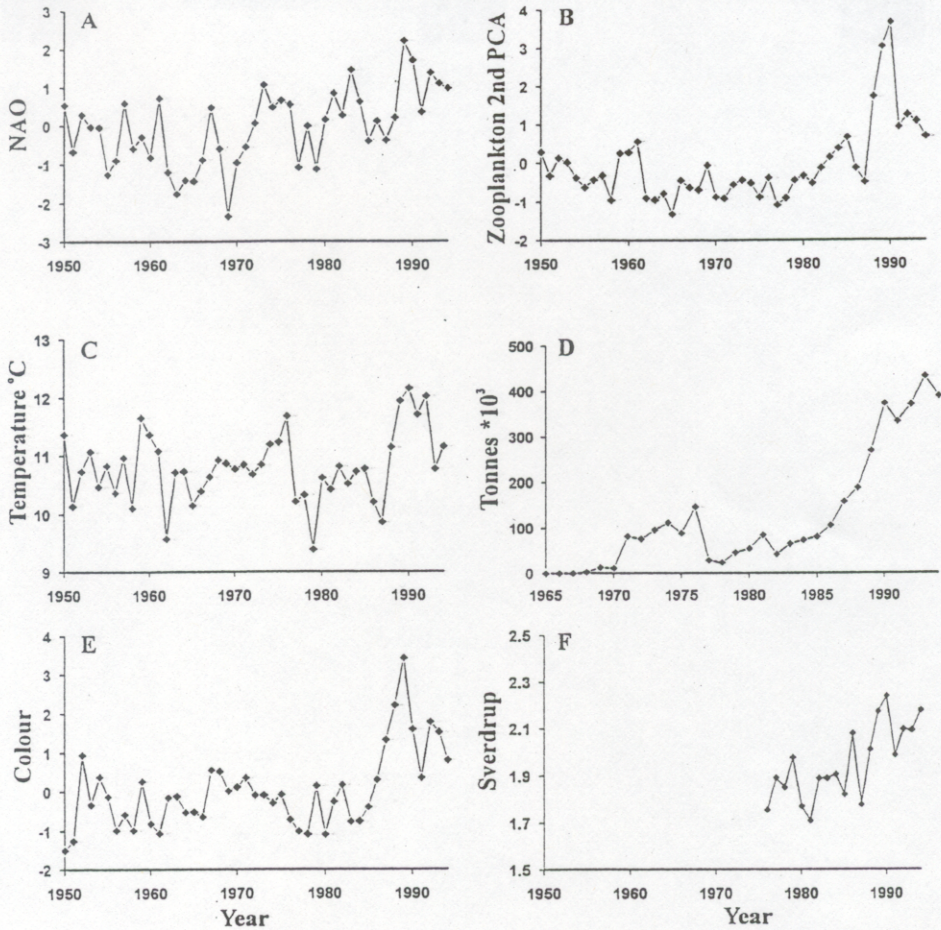 A
NAO
3
2
1
0
-1
-2
-3
1950 1960 1970 1980 1990
B
Zooplankton 2nd PCA
4
3
2
1
0
-1
-2
1950 1960 1970 1980 1990
C
Temperature °C
13
12
11
10
9
1950 1960 1970 1980 1990
D
Tonnes *10³
500
400
300
200
100
0
1965 1970 1975 1980 1985 1990
E
Colour
4
3
2
1
0
-1
-2
1950 1960 1970 1980 1990
Year
F
Sverdrup
2.5
2.3
2.1
1.9
1.7
1.5
1950 1960 1970 1980 1990
Year